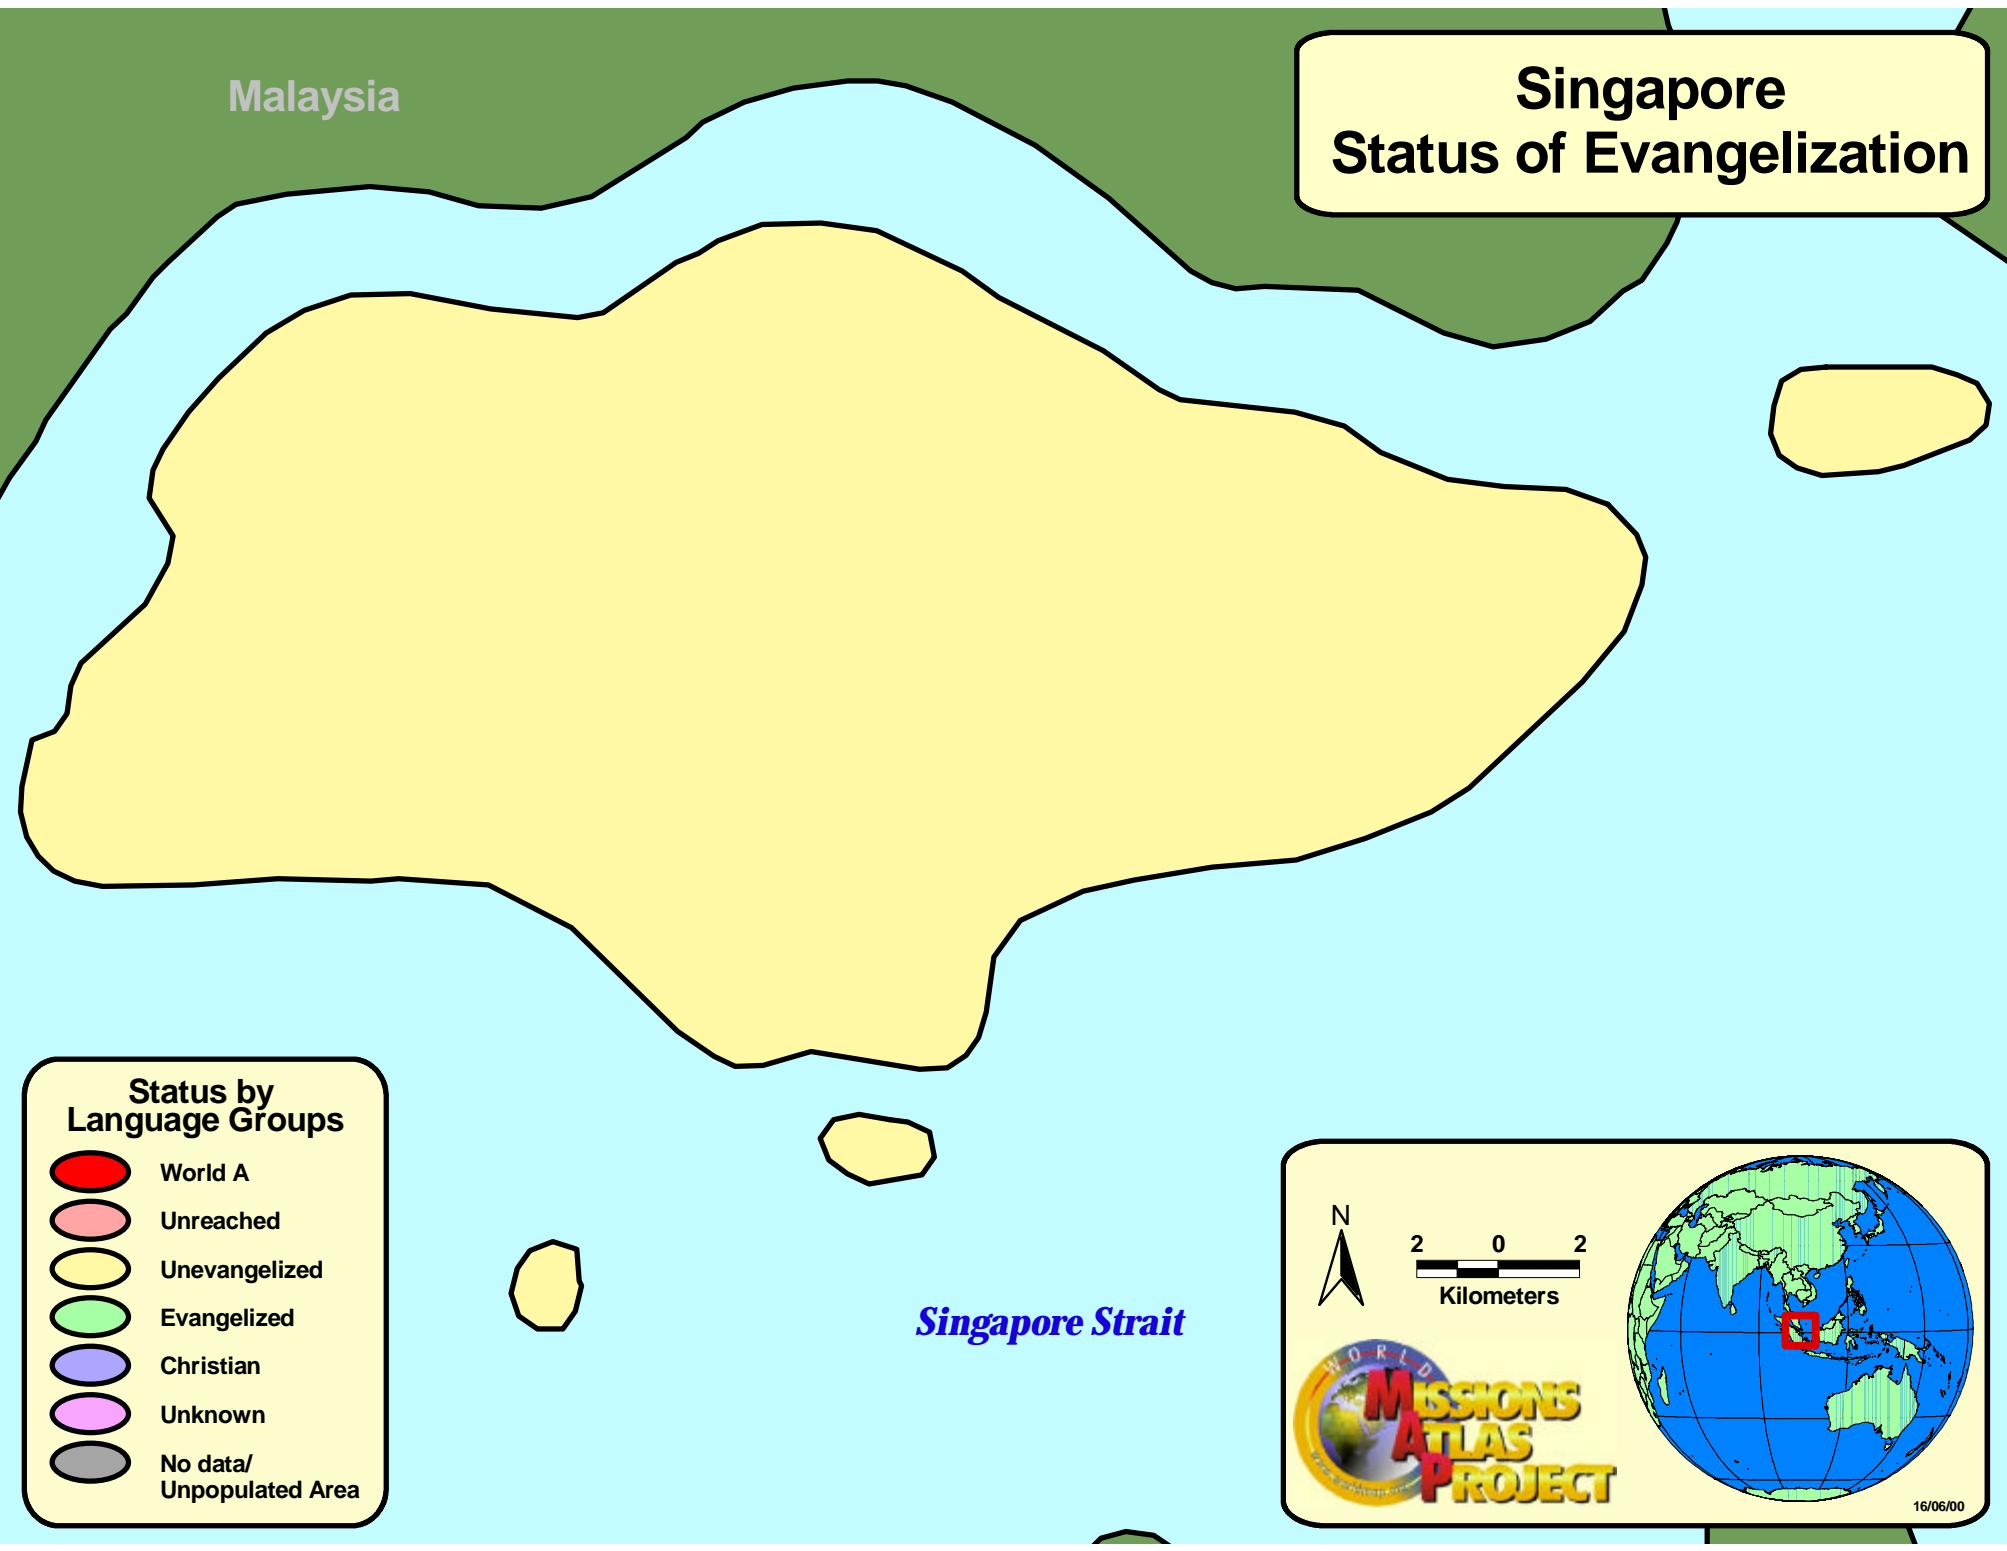 Malaysia
Singapore
Status of Evangelization
Status by
Language Groups
World A
Unreached
Unevangelized
Evangelized
Christian
Unknown
No data/
Unpopulated Area
Singapore Strait
N
2 0 2
Kilometers
WORLD
MISSIONS
ATLAS
PROJECT
16/06/00